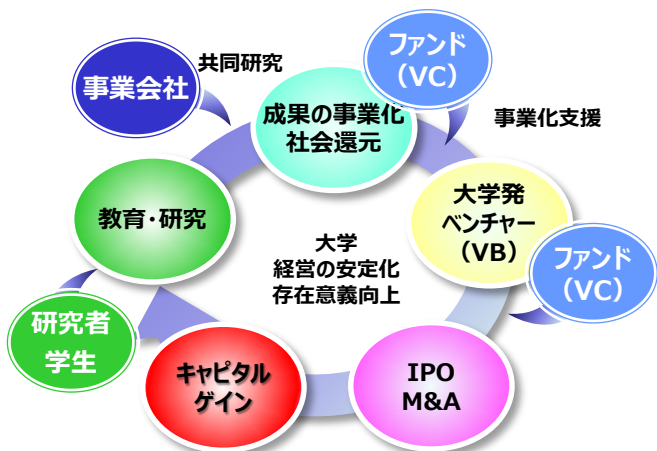 事業会社
共同研究
ファンド
（VC）
成果の事業化
社会還元
事業化支援
教育・研究
大学発
ベンチャー
（VB）
大学
経営の安定化
存在意義向上
ファンド
（VC）
研究者
学生
キャピタル
ゲイン
IPO
M&A